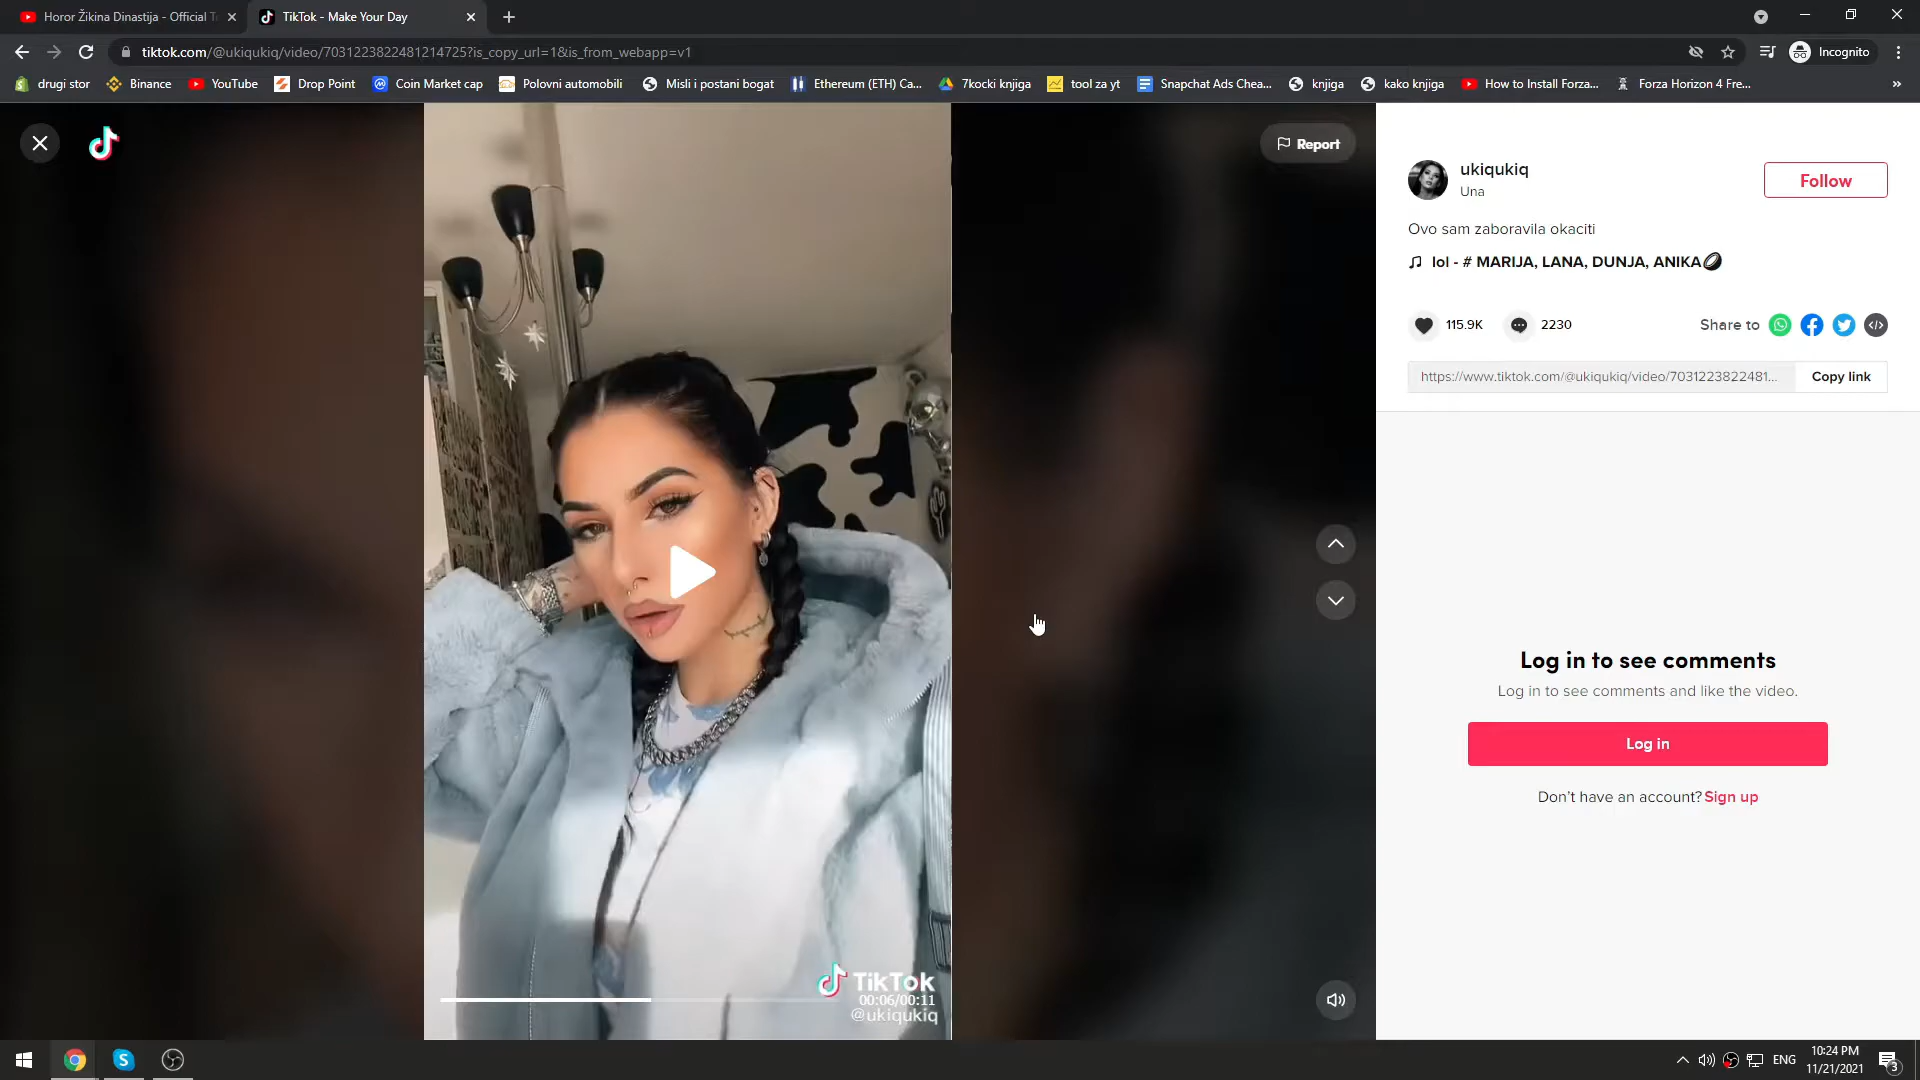 Horor Žikina Dinastija - Official T
TikTok - Make Your Day
tiktok.com/@ukiqukiq/video/7031223822481214725?is_copy_url=1&is_from_webapp=v1
Incognito
drugi stor
Binance
YouTube
Drop Point
Coin Market cap
Polovni automobili
Misli i postani bogat
Ethereum (ETH) Ca...
7kocki knjiga
tool za yt
Snapchat Ads Chea...
knjiga
kako knjiga
How to Install Forza...
Forza Horizon 4 Fre...
»
Report
ukiqukiq
Una
Follow
Ovo sam zaboravila okaciti
lol - # MARIJA, LANA, DUNJA, ANIKA
115.9K
2230
Share to
https://www.tiktok.com/@ukiqukiq/video/7031223822481...
Copy link
Log in to see comments
Log in to see comments and like the video.
Log in
Don't have an account? Sign up
TikTok
00:06/00:11
@ukiqukiq
ENG
10:24 PM
11/21/2021
3